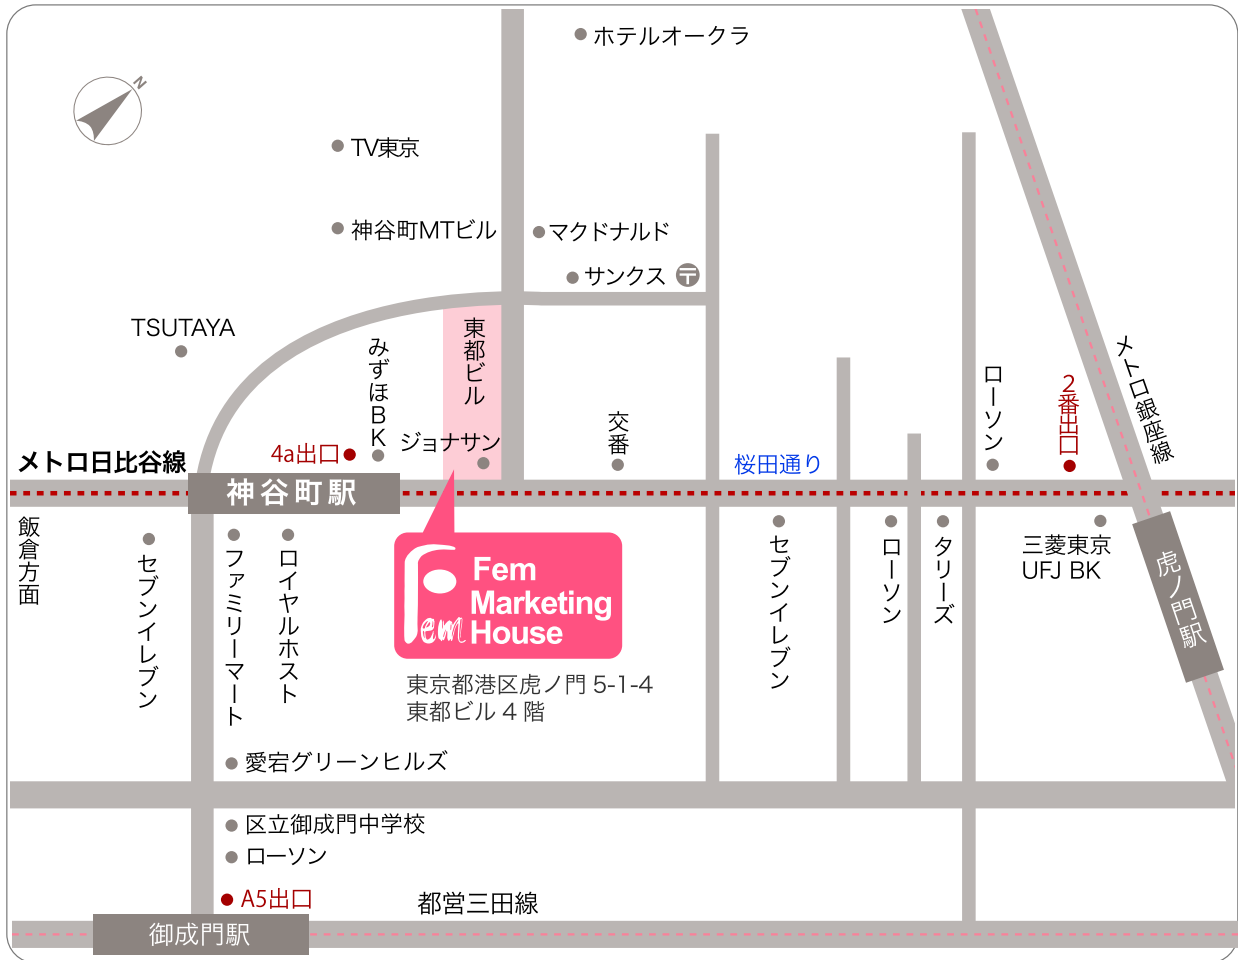 ホテルオークラ
N
TV東京
神谷町MTビル
マクドナルド
サンクス
〒
TSUTAYA
東都ビル
みずほBK
ジョナサン
4a出口
交番
桜田通り
ローソン
2番出口
メトロ銀座線
メトロ日比谷線
神谷町駅
飯倉方面
セブンイレブン
ファミリーマート
ロイヤルホスト
Fem
Marketing
House
Fem
東京都港区虎ノ門 5-1-4
東都ビル 4 階
セブンイレブン
ローソン
タリーズ
三菱東京
UFJ BK
虎ノ門駅
愛宕グリーンヒルズ
区立御成門中学校
ローソン
A5出口
都営三田線
御成門駅